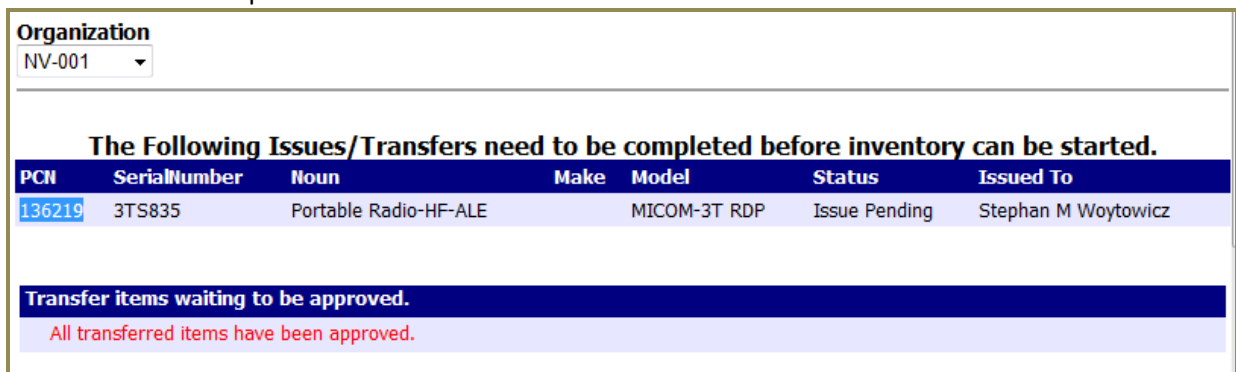 Organization
NV-001
The Following Issues/Transfers need to be completed before inventory can be started.
PCN SerialNumber Noun Make Model Status Issued To
136219 3TS835 Portable Radio-HF-ALE MICOM-3T RDP Issue Pending Stephan M Woytowicz
Transfer items waiting to be approved.
All transferred items have been approved.